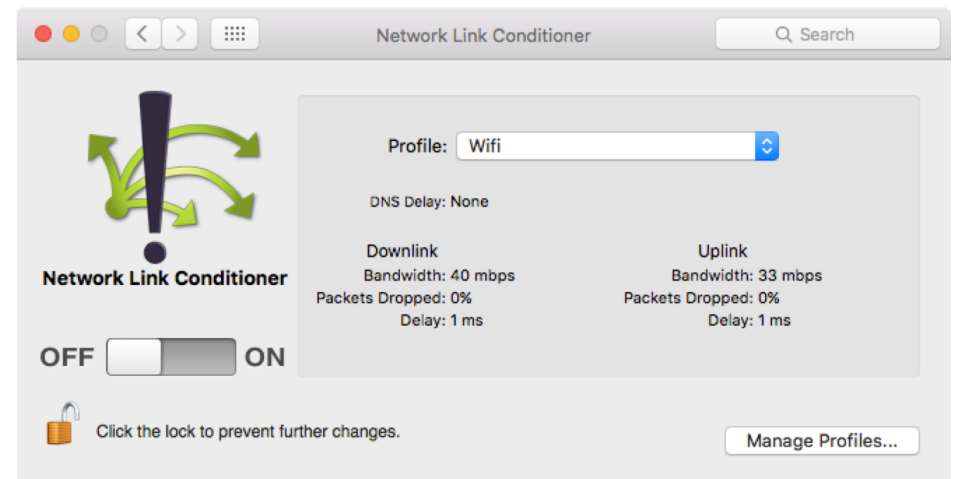 Network Link Conditioner
Search
Profile: Wifi
DNS Delay: None
Downlink
Bandwidth: 40 mbps
Packets Dropped: 0%
Delay: 1 ms
Uplink
Bandwidth: 33 mbps
Packets Dropped: 0%
Delay: 1 ms
Network Link Conditioner
OFF ON
Click the lock to prevent further changes.
Manage Profiles...